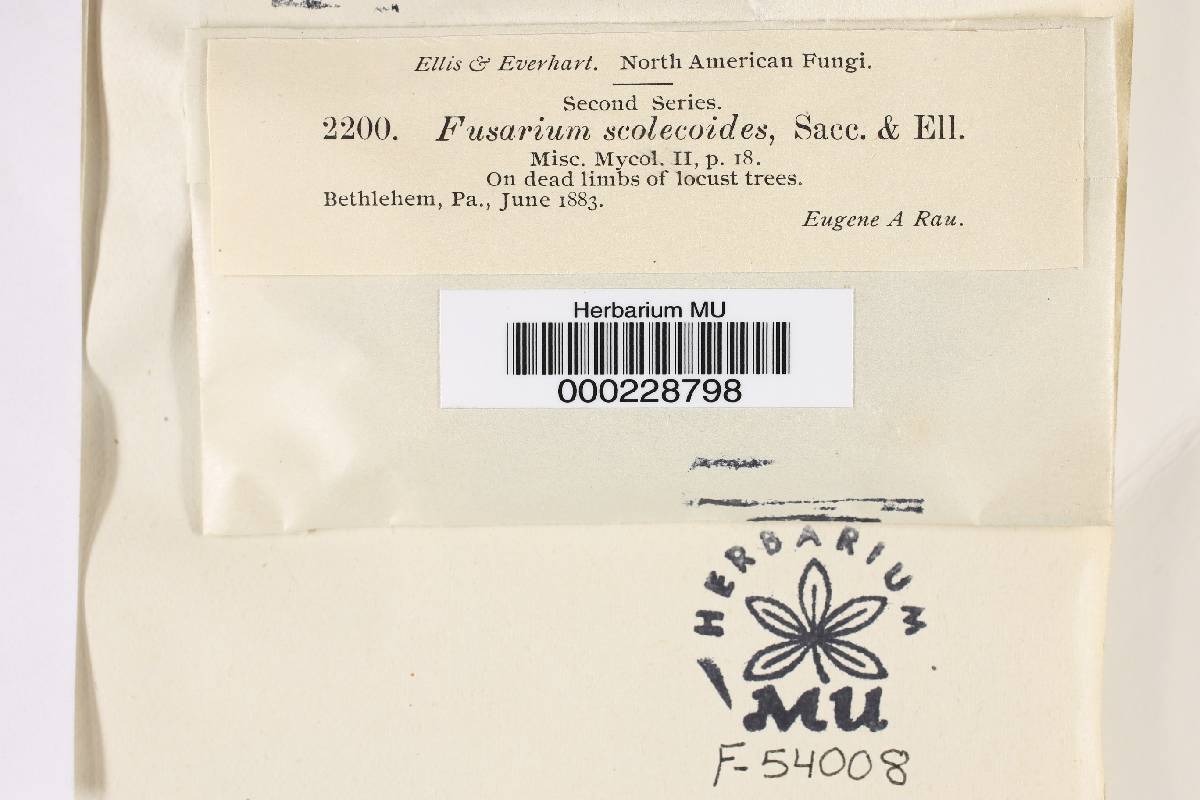 Ellis & Everhart. North American Fungi.
Second Series.
2200. Fusarium scolecoides, Sacc. & Ell.
Misc. Mycol. II, p. 18.
On dead limbs of locust trees.
Bethlehem, Pa., June 1883.
Eugene A Rau.
Herbarium MU
000228798
HERBARIUM
MU
F-54008